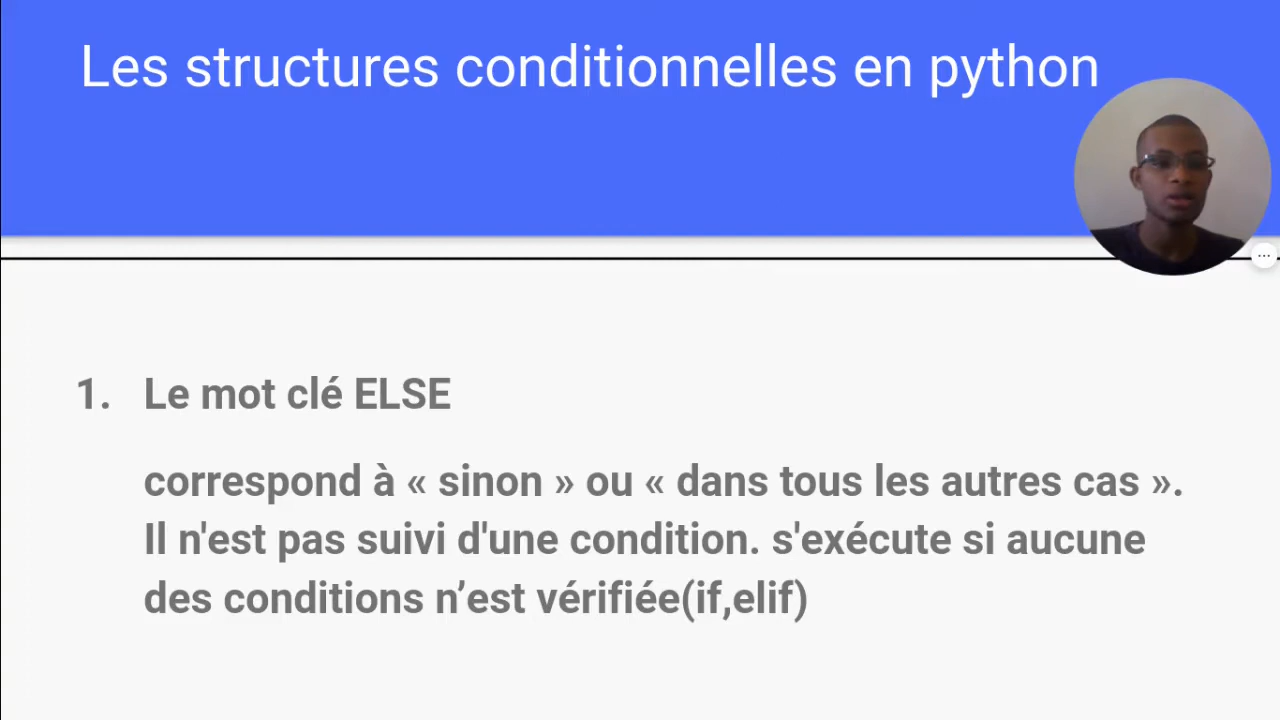 Les structures conditionnelles en python
1. Le mot clé ELSE
correspond à « sinon » ou « dans tous les autres cas ».
Il n'est pas suivi d'une condition. s'exécute si aucune
des conditions n’est vérifiée(if,elif)